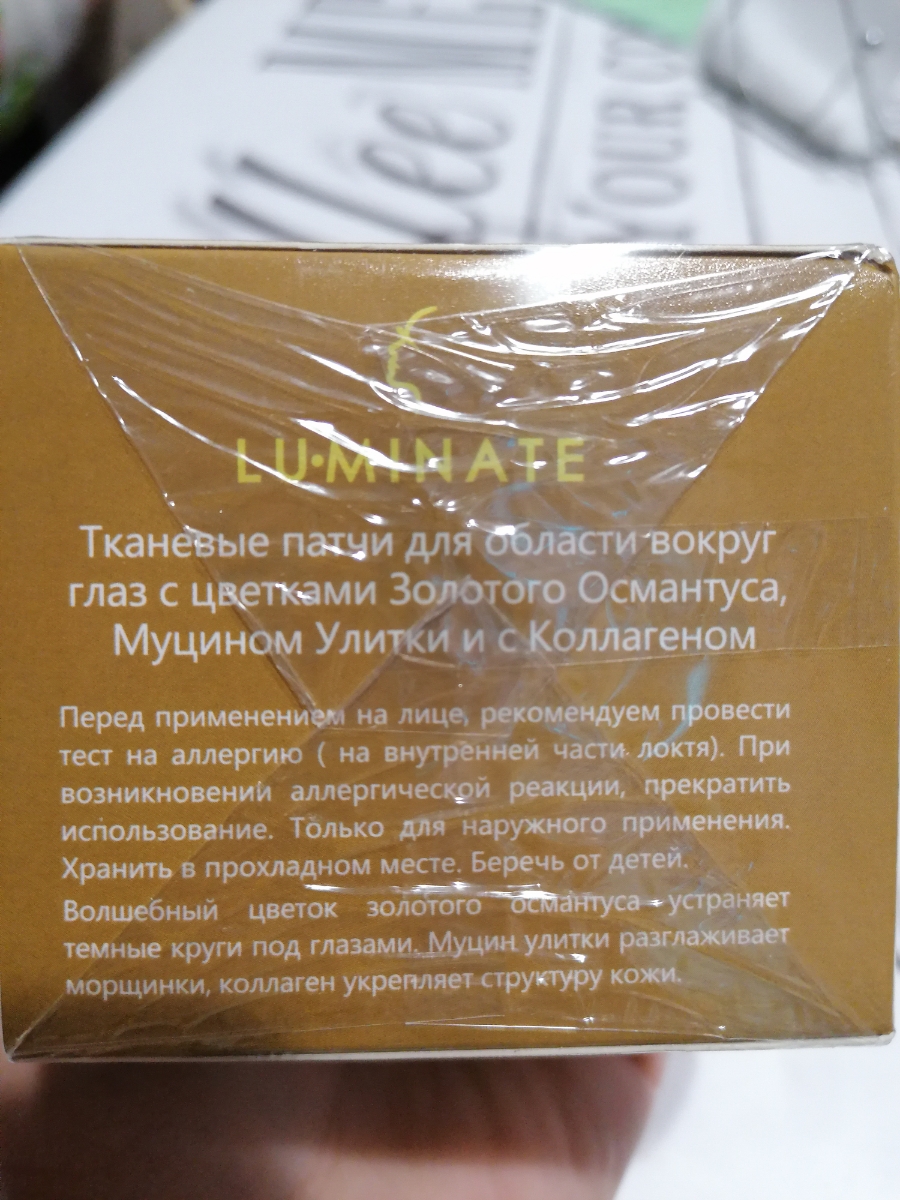 YOUR
LU·MINATE
Тканевые патчи для области вокруг
глаз с цветками Золотого Османтуса,
Муцином Улитки и с Коллагеном
Перед применением на лице, рекомендуем провести
тест на аллергию ( на внутренней части локтя). При
возникновении аллергической реакции, прекратить
использование. Только для наружного применения.
Хранить в прохладном месте. Беречь от детей.
Волшебный цветок золотого османтуса устраняет
темные круги под глазами. Муцин улитки разглаживает
морщинки, коллаген укрепляет структуру кожи.